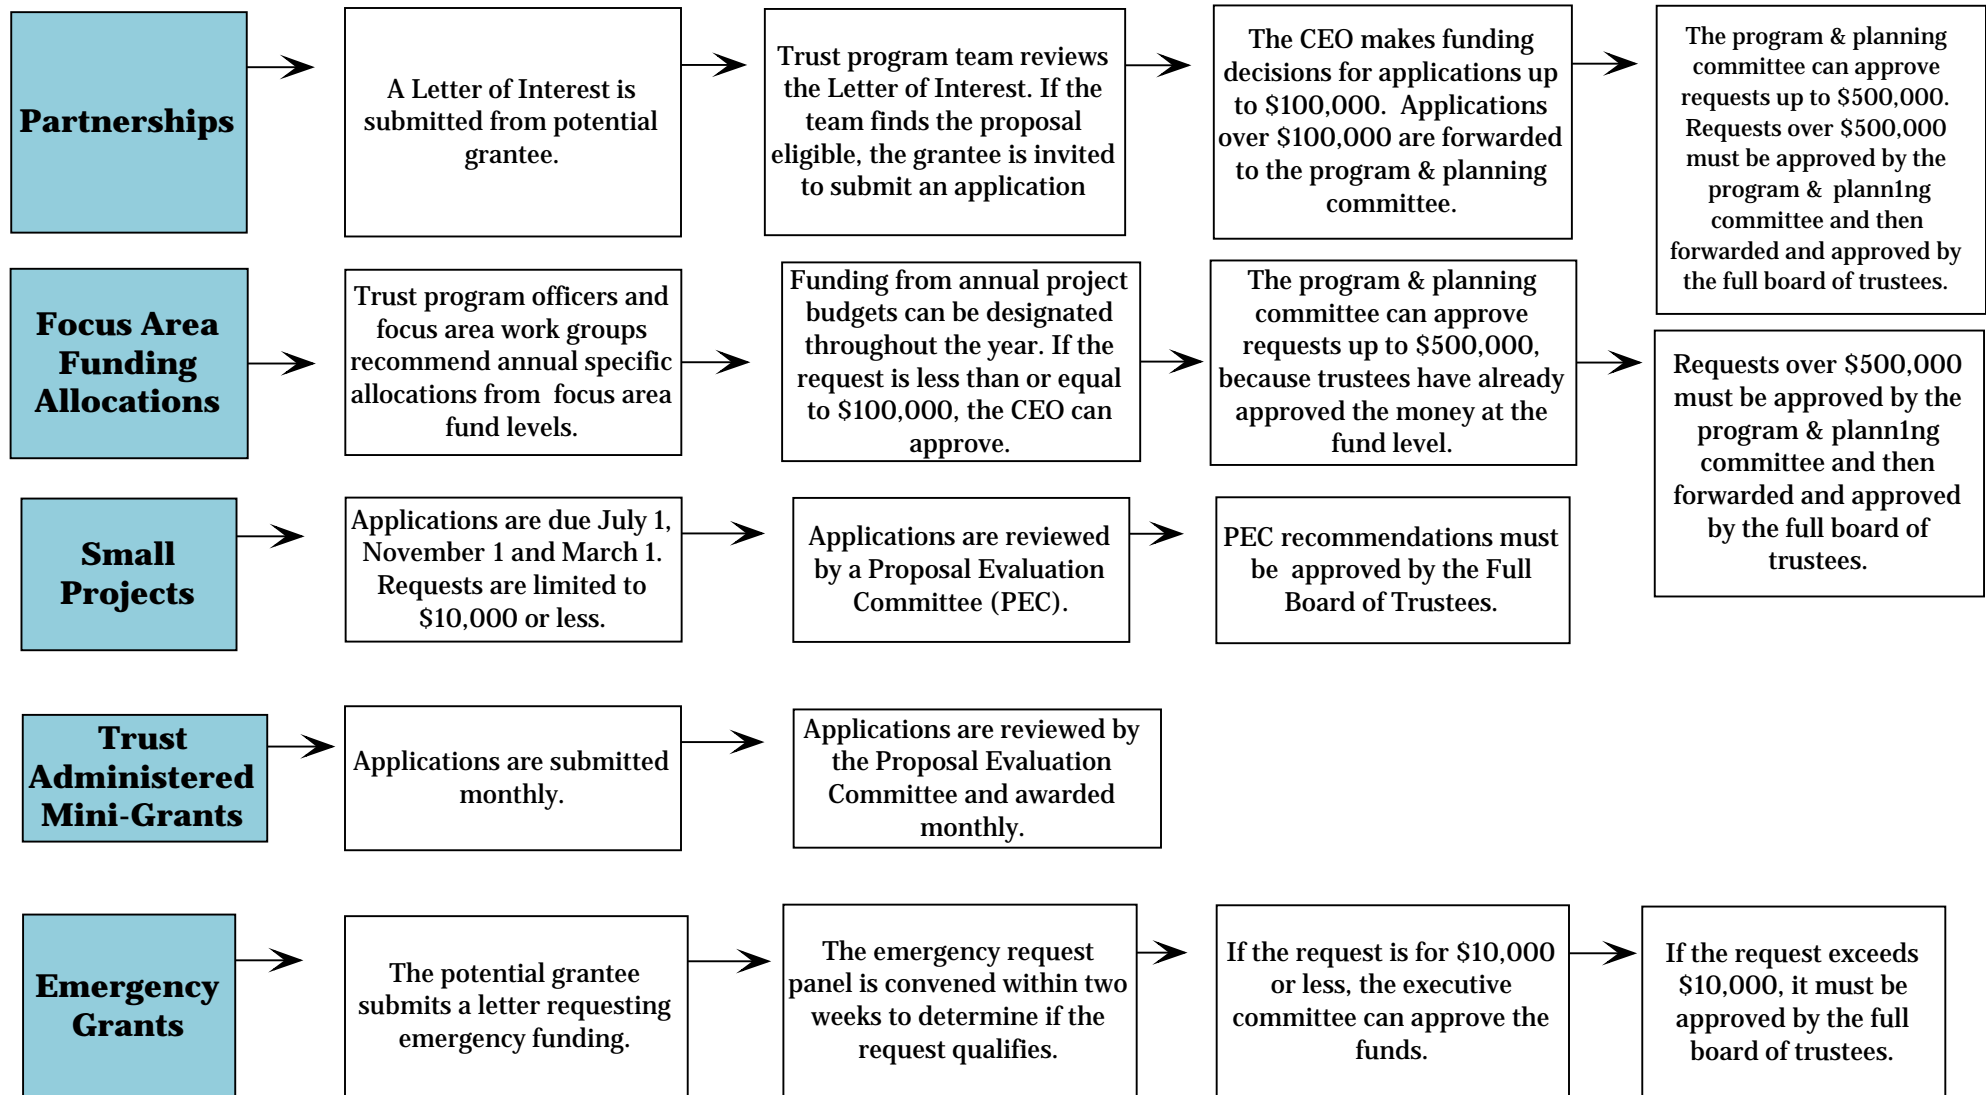 Partnerships
A Letter of Interest is
submitted from potential
grantee.
Trust program team reviews
the Letter of Interest. If the
team finds the proposal
eligible, the grantee is invited
to submit an application
The CEO makes funding
decisions for applications up
to $100,000. Applications
over $100,000 are forwarded
to the program & planning
committee.
The program & planning
committee can approve
requests up to $500,000.
Requests over $500,000
must be approved by the
program & plann1ng
committee and then
forwarded and approved by
the full board of trustees.
Focus Area
Funding
Allocations
Trust program officers and
focus area work groups
recommend annual specific
allocations from focus area
fund levels.
Funding from annual project
budgets can be designated
throughout the year. If the
request is less than or equal
to $100,000, the CEO can
approve.
The program & planning
committee can approve
requests up to $500,000,
because trustees have already
approved the money at the
fund level.
Requests over $500,000
must be approved by the
program & plann1ng
committee and then
forwarded and approved
by the full board of
trustees.
Small
Projects
Applications are due July 1,
November 1 and March 1.
Requests are limited to
$10,000 or less.
Applications are reviewed
by a Proposal Evaluation
Committee (PEC).
PEC recommendations must
be approved by the Full
Board of Trustees.
Trust
Administered
Mini-Grants
Applications are submitted
monthly.
Applications are reviewed by
the Proposal Evaluation
Committee and awarded
monthly.
Emergency
Grants
The potential grantee
submits a letter requesting
emergency funding.
The emergency request
panel is convened within two
weeks to determine if the
request qualifies.
If the request is for $10,000
or less, the executive
committee can approve the
funds.
If the request exceeds
$10,000, it must be
approved by the full
board of trustees.